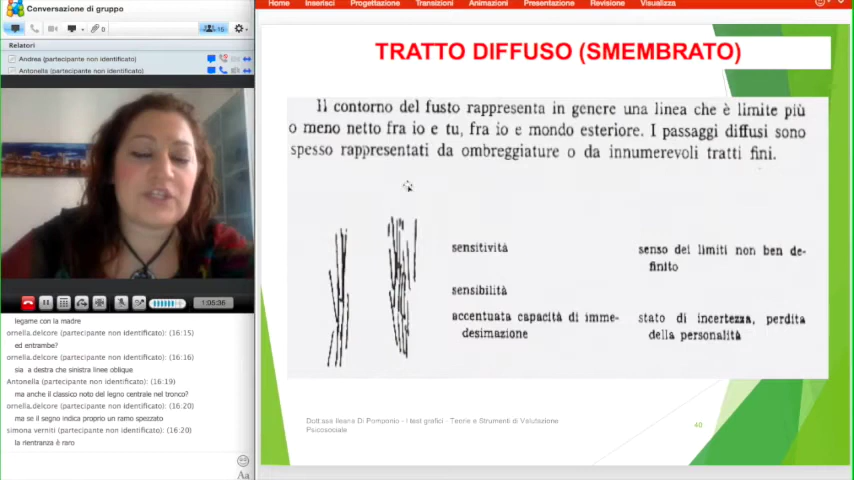 Conversazione di gruppo
15
0
Relatori
Andrea (partecipante non identificato)
Antonella (partecipante non identificato)
1:05:36
legame con la madre
ornella.delcore (partecipante non identificato): (16:15)
ed entrambe?
ornella.delcore (partecipante non identificato): (16:16)
sia a destra che sinistra linee oblique
Antonella (partecipante non identificato): (16:19)
ma anche il classico noto del legno centrale nel tronco?
ornella.delcore (partecipante non identificato): (16:20)
ma se il segno indica proprio un ramo spezzato
simona verniti (partecipante non identificato): (16:20)
la rientranza è raro
Aa
Home Inserisci Progettazione Transizioni Animazioni Presentazione Revisione Visualizza
TRATTO DIFFUSO (SMEMBRATO)
Il contorno del fusto rappresenta in genere una linea che è limite più
o meno netto fra io e tu, fra io e mondo esteriore. I passaggi diffusi sono
spesso rappresentati da ombreggiature o da innumerevoli tratti fini.
sensitività
sensibilità
accentuata capacità di imme-
desimazione
senso dei limiti non ben de-
finito
stato di incertezza, perdita
della personalità
Dott.ssa Ileana Di Pomponio - I test grafici - Teorie e Strumenti di Valutazione
Psicosociale
40